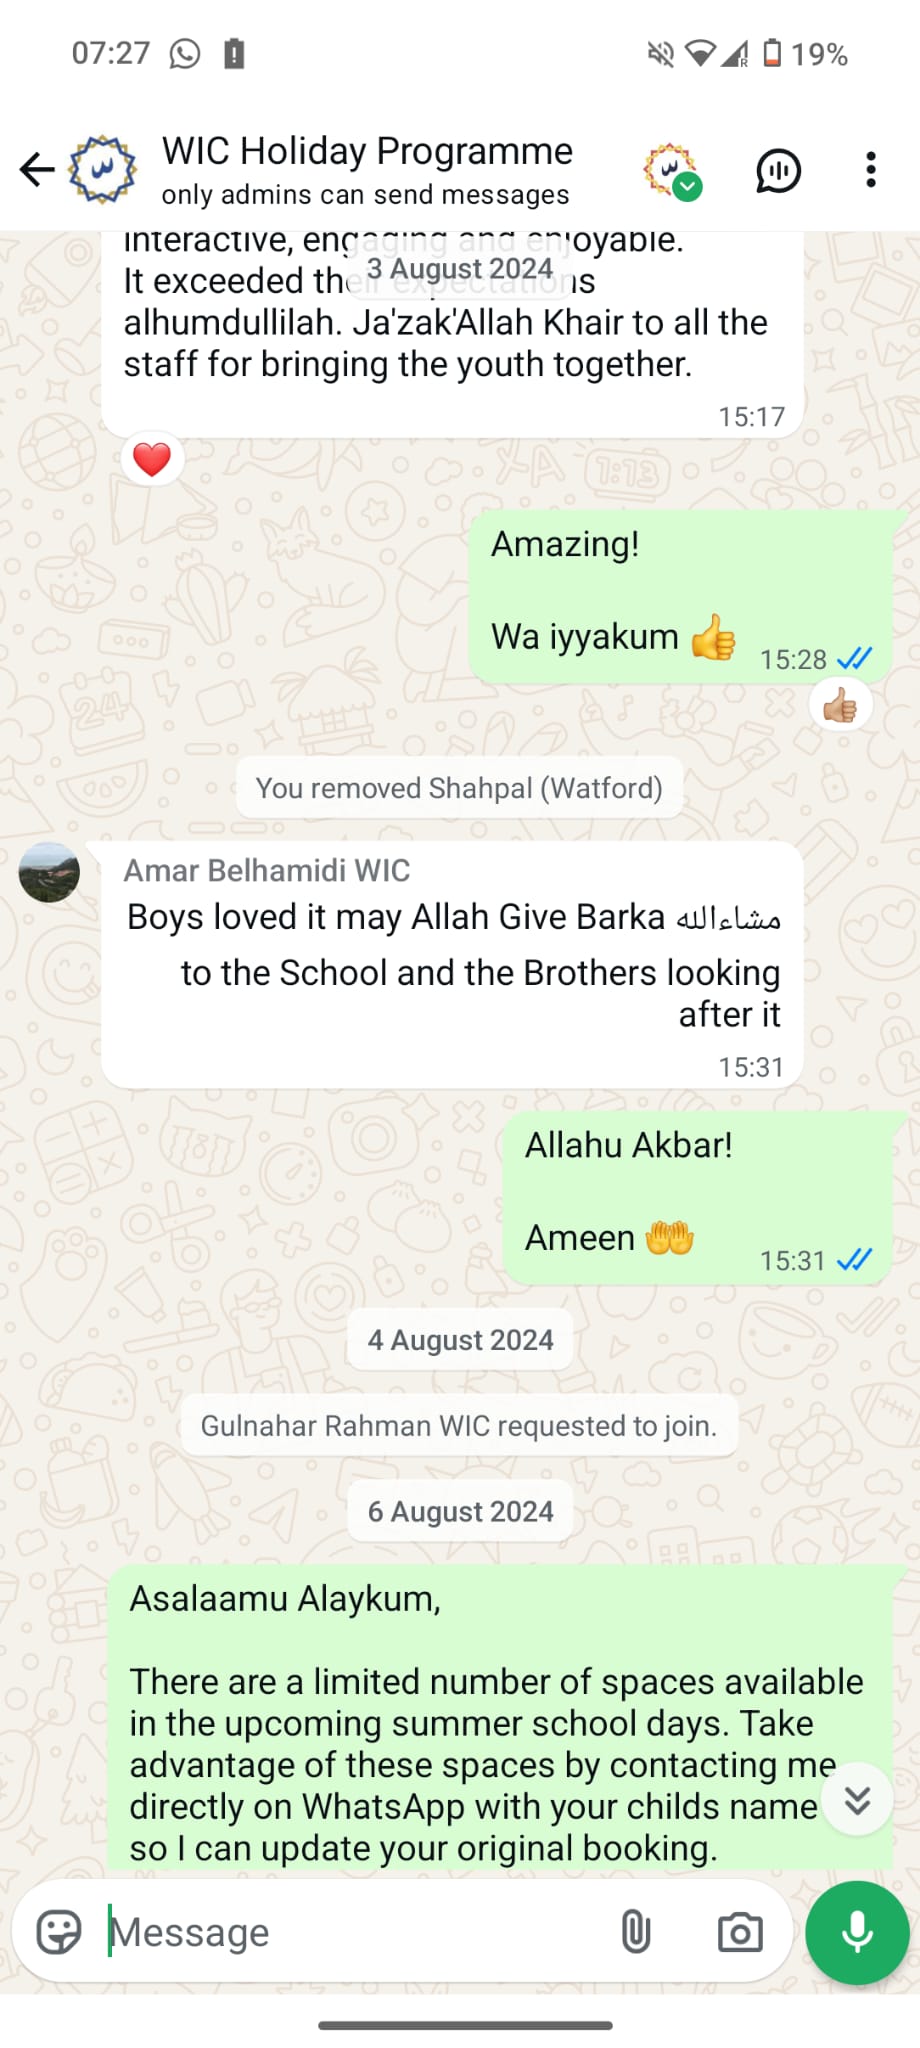 07:27
19%
WIC Holiday Programme
only admins can send messages
interactive, engaging and enjoyable.
3 August 2024
It exceeded their expectations
alhumdullilah. Ja'zak'Allah Khair to all the
staff for bringing the youth together.
15:17
Amazing!
Wa iyyakum 👍
15:28
You removed Shahpal (Watford)
Amar Belhamidi WIC
Boys loved it may Allah Give Barka مشاءالله
to the School and the Brothers looking
after it
15:31
Allahu Akbar!
Ameen 🤲
15:31
4 August 2024
Gulnahar Rahman WIC requested to join.
6 August 2024
Asalaamu Alaykum,
There are a limited number of spaces available
in the upcoming summer school days. Take
advantage of these spaces by contacting me
directly on WhatsApp with your childs name
so I can update your original booking.
Message